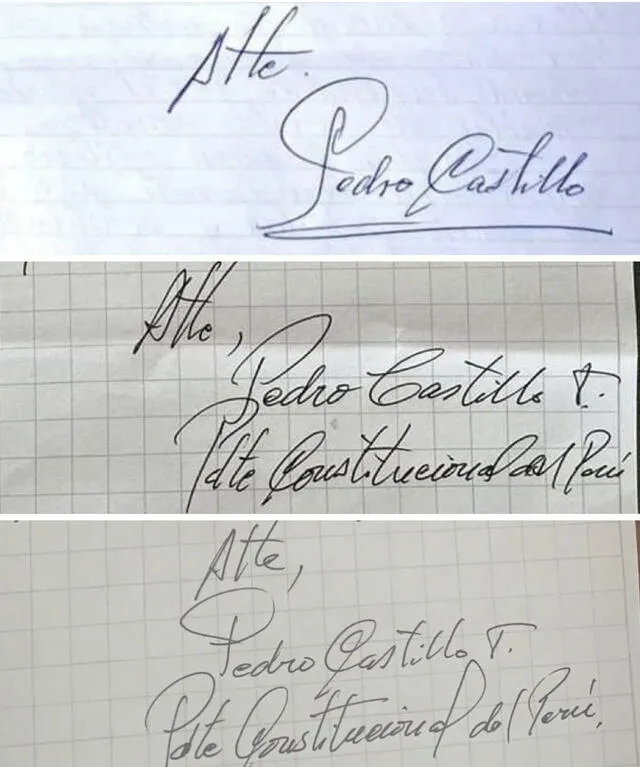 Atte.
Pedro Castillo
Atte,
Pedro Castillo T.
Pdte Constitucional del Perú
Atte,
Pedro Castillo T.
Pdte Constitucional del Perú.